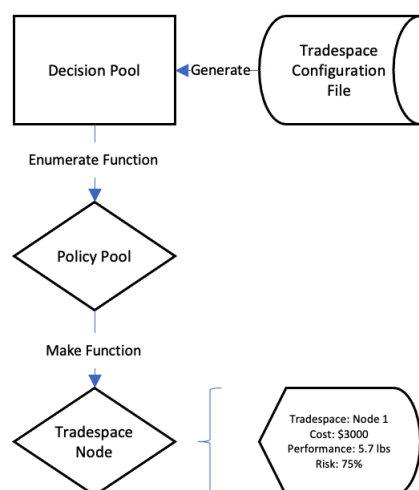 Decision Pool
Generate
Tradespace
Configuration
File
Enumerate Function
Policy Pool
Make Function
Tradespace
Node
Tradespace: Node 1
Cost: $3000
Performance: 5.7 lbs
Risk: 75%